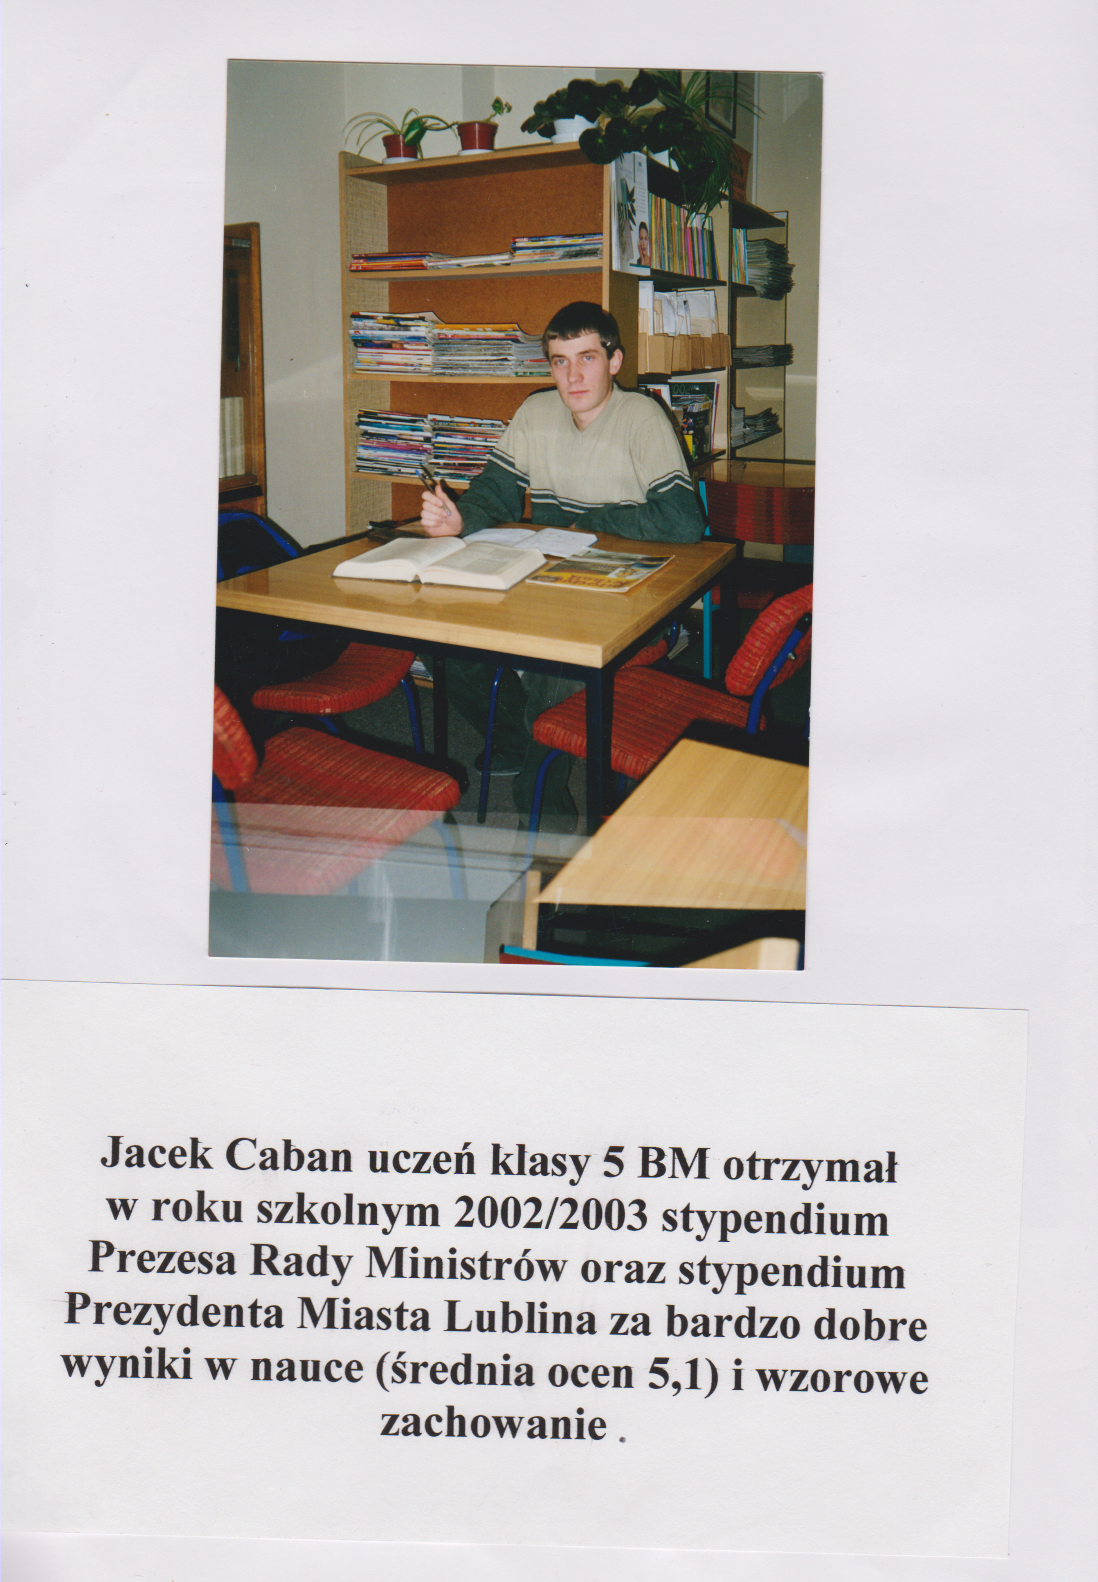 Jacek Caban uczeń klasy 5 BM otrzymał
w roku szkolnym 2002/2003 stypendium
Prezesa Rady Ministrów oraz stypendium
Prezydenta Miasta Lublina za bardzo dobre
wyniki w nauce (średnia ocen 5,1) i wzorowe
zachowanie .